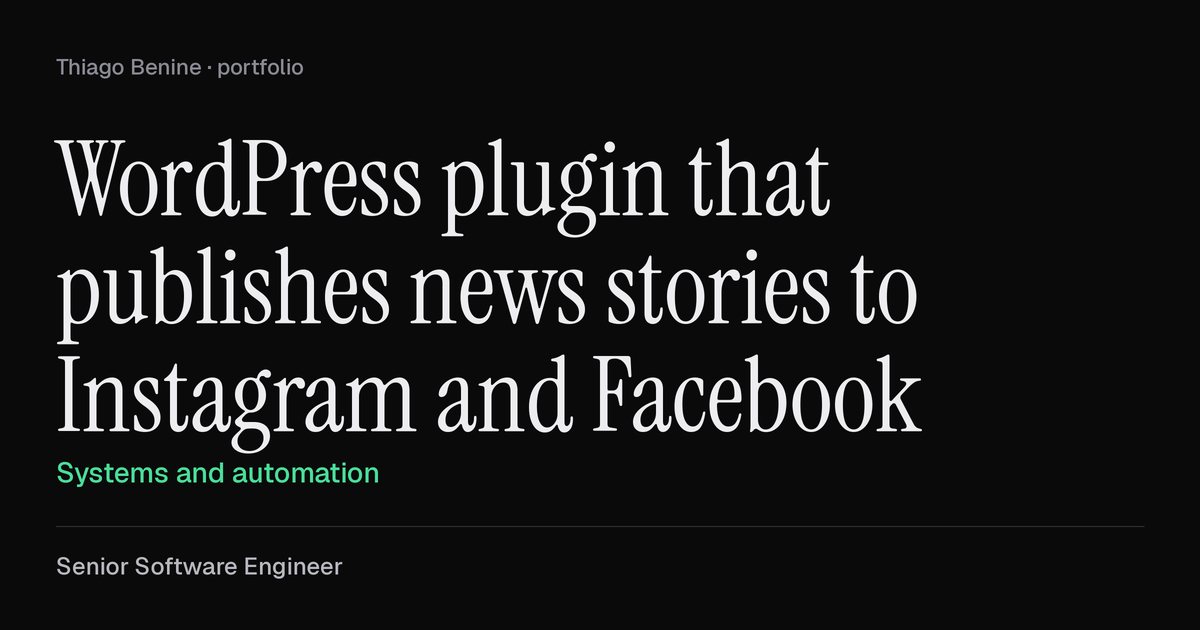 Thiago Benine · portfolio
WordPress plugin that
publishes news stories to
Instagram and Facebook
Systems and automation
Senior Software Engineer